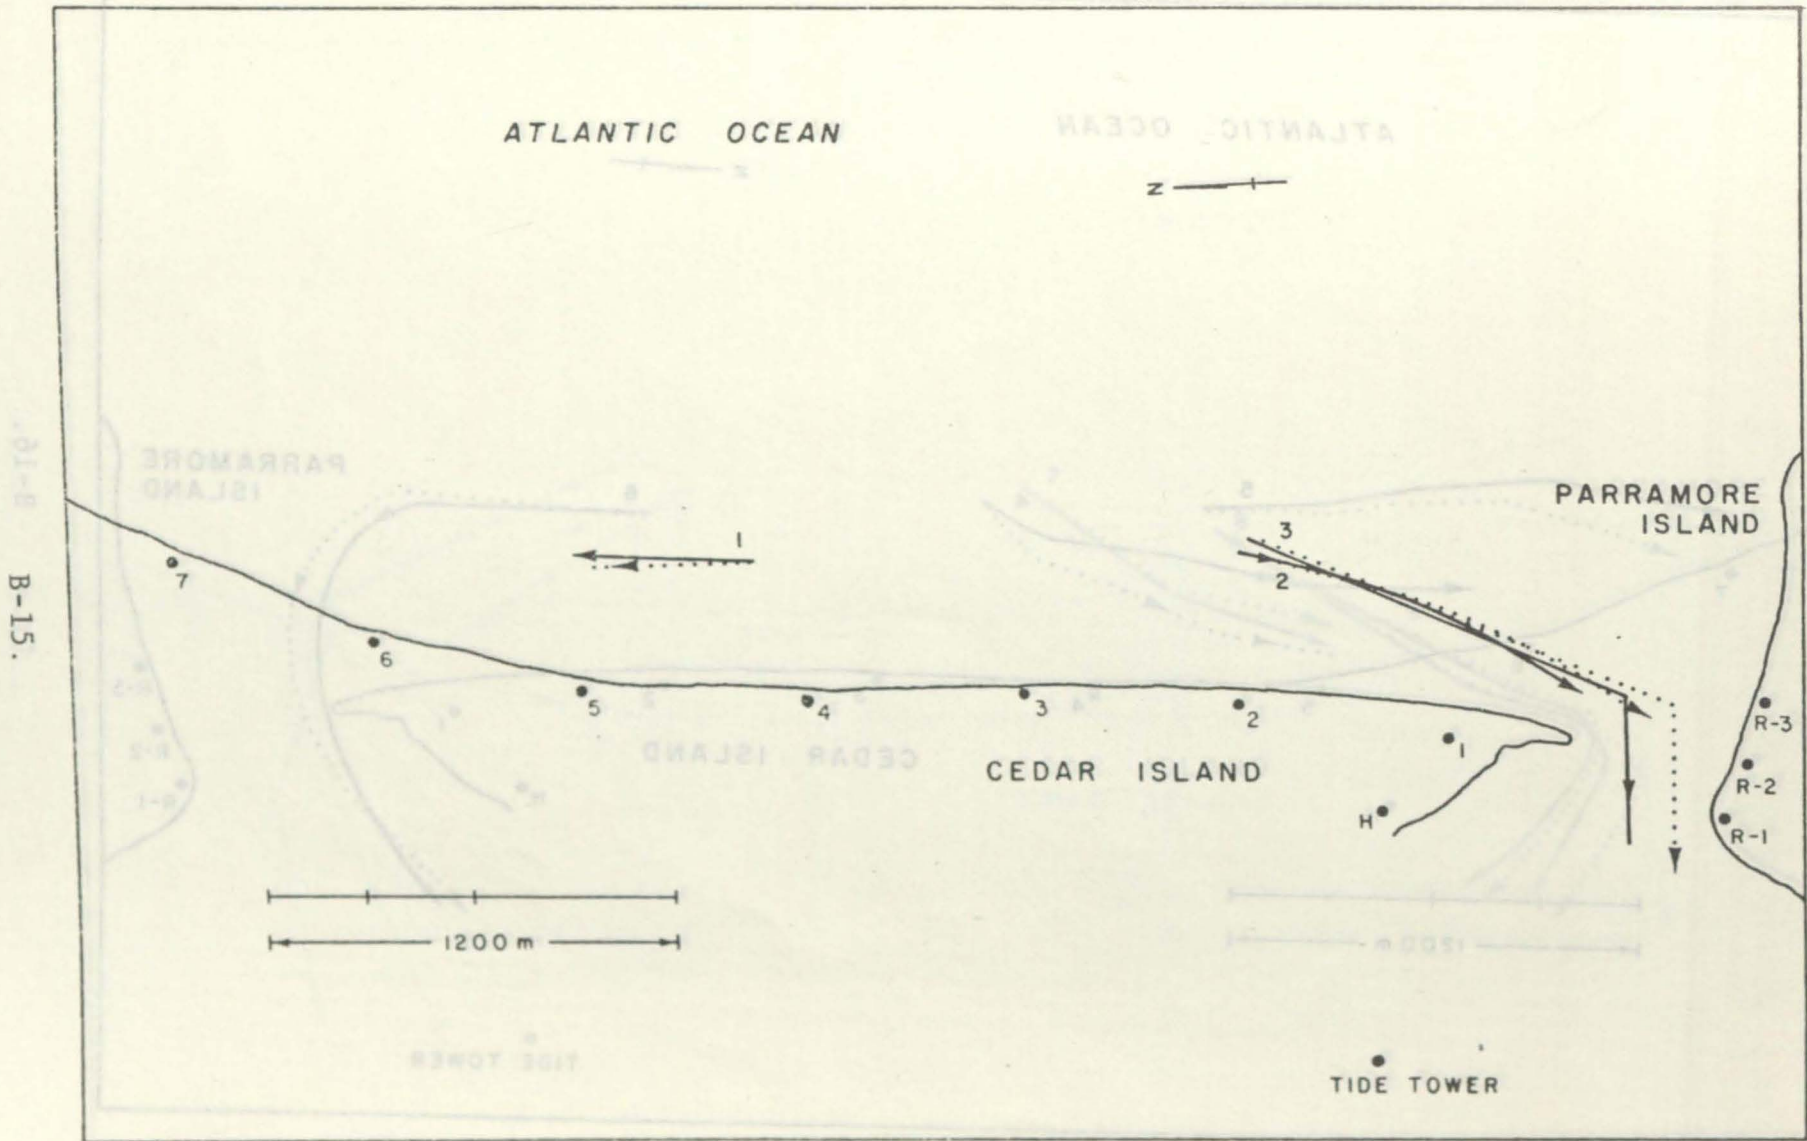 ATLANTIC OCEAN
N
PARRAMORE
ISLAND
1
3
2
7
6
5
4
3
2
1
R-3
R-2
R-1
H
CEDAR ISLAND
1200 m
TIDE TOWER
B-15.